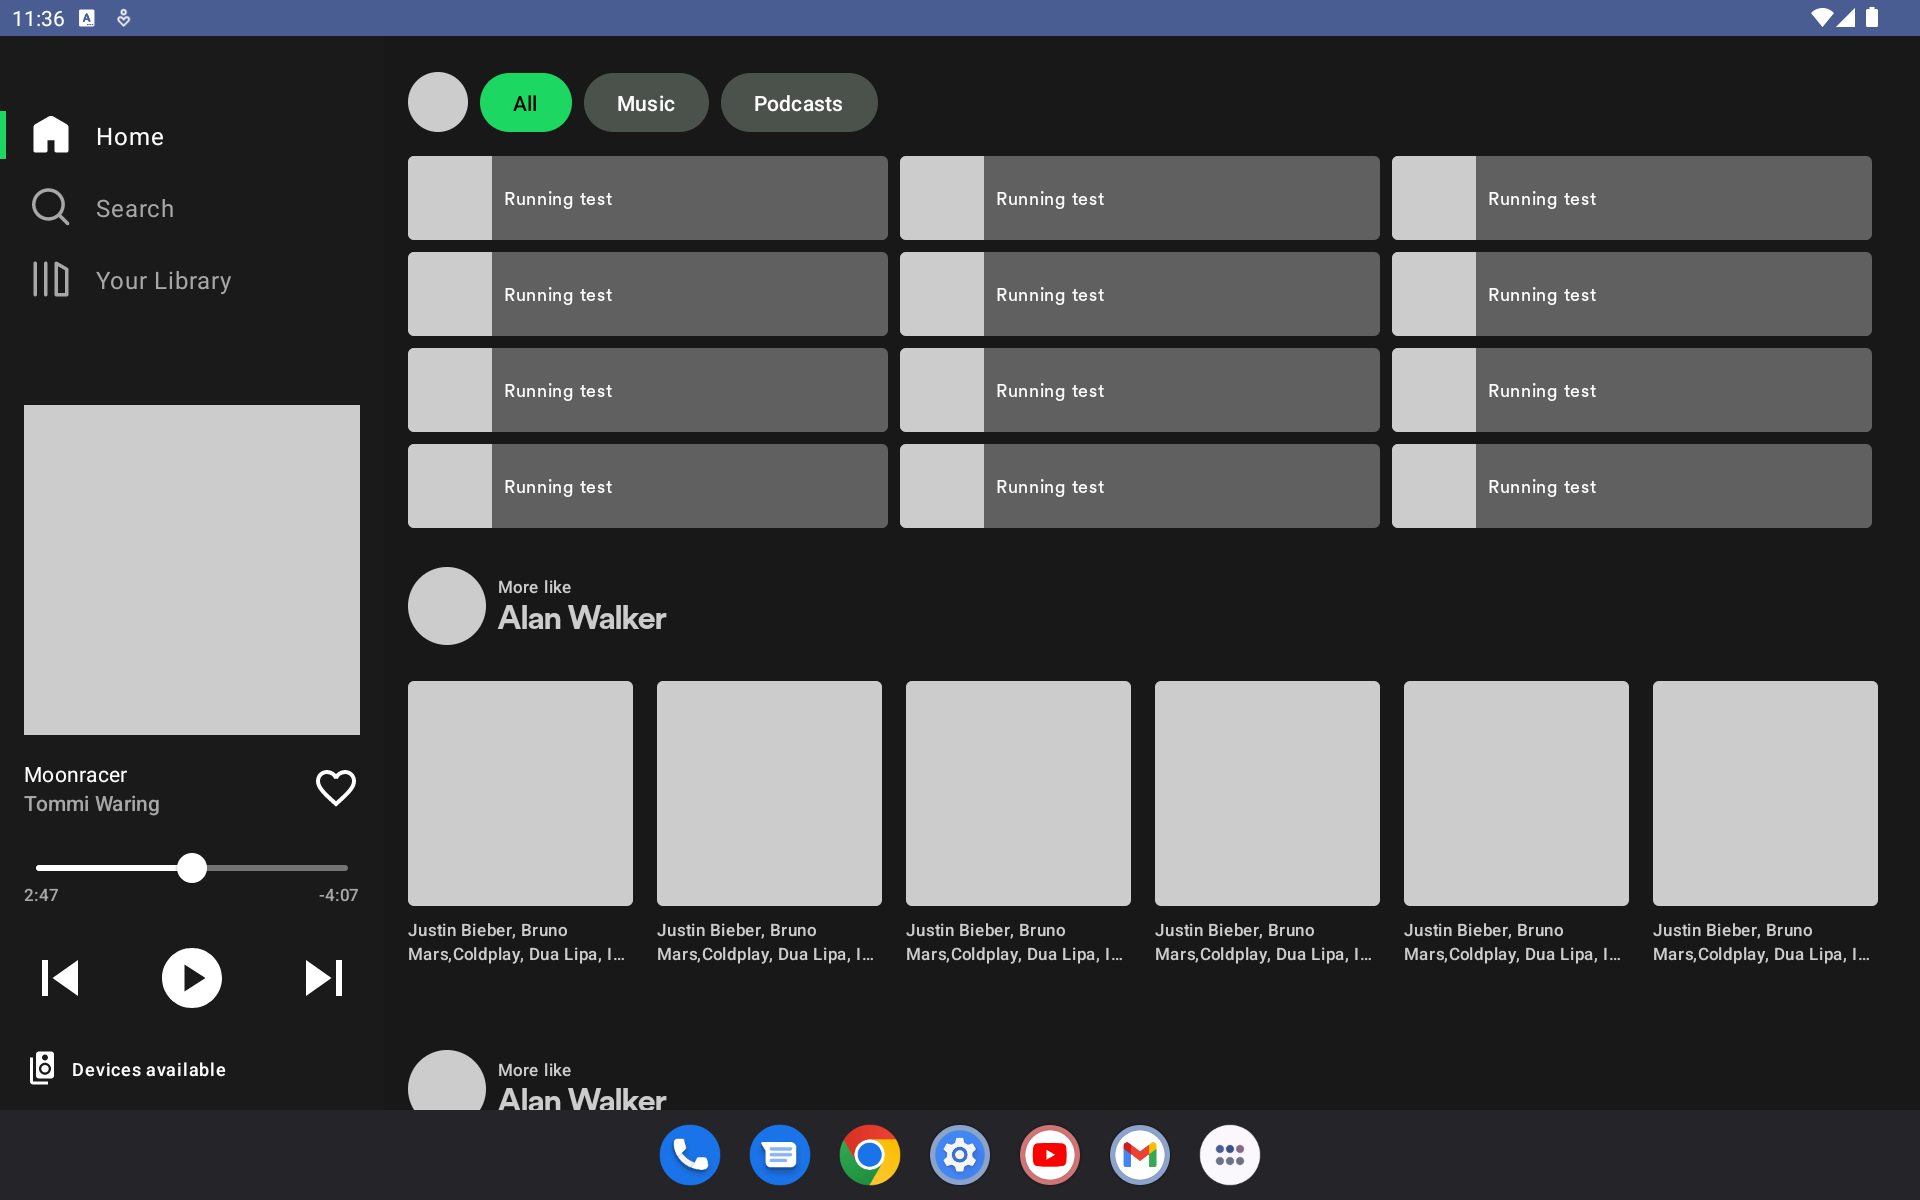 11:36
Home
Search
Your Library
Moonracer
Tommi Waring
2:47
-4:07
Devices available
All
Music
Podcasts
Running test
Running test
Running test
Running test
Running test
Running test
Running test
Running test
Running test
Running test
Running test
Running test
More like
Alan Walker
Justin Bieber, Bruno
Mars,Coldplay, Dua Lipa, I...
Justin Bieber, Bruno
Mars,Coldplay, Dua Lipa, I...
Justin Bieber, Bruno
Mars,Coldplay, Dua Lipa, I...
Justin Bieber, Bruno
Mars,Coldplay, Dua Lipa, I...
Justin Bieber, Bruno
Mars,Coldplay, Dua Lipa, I...
Justin Bieber, Bruno
Mars,Coldplay, Dua Lipa, I...
More like
Alan Walker